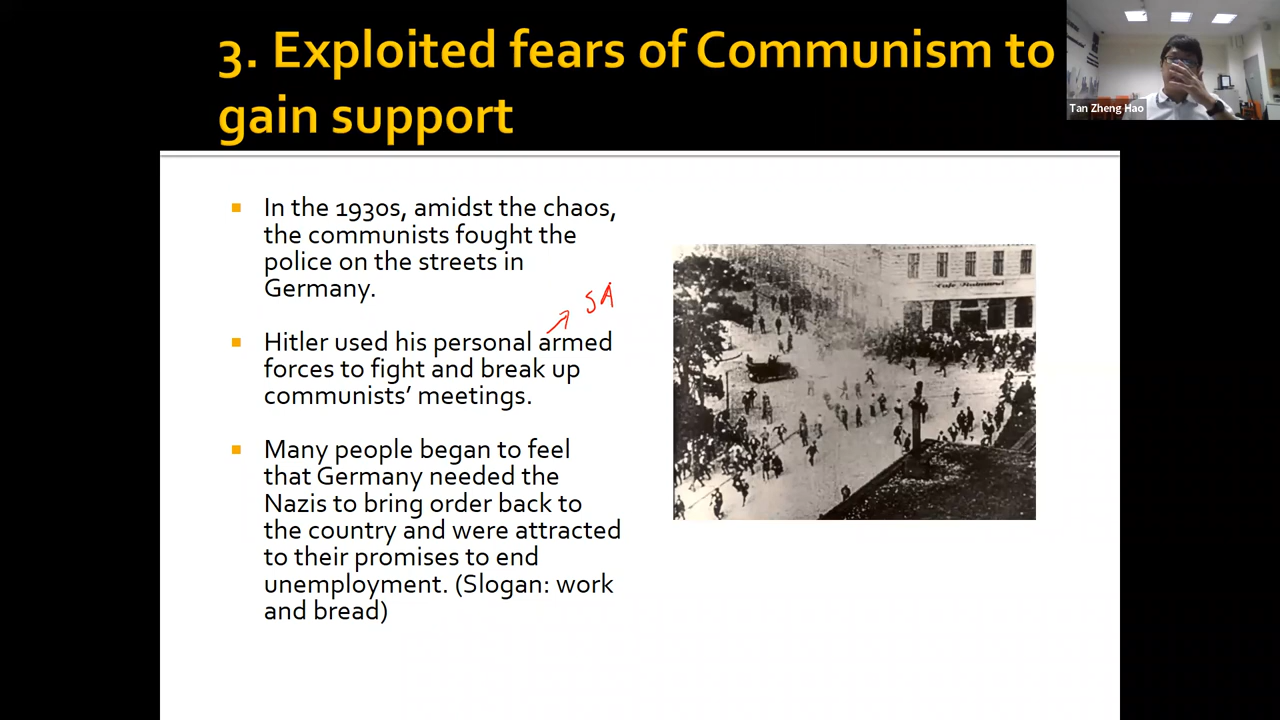 3. Exploited fears of Communism to
gain support
Tan Zheng Hao
In the 1930s, amidst the chaos,
the communists fought the
police on the streets in
Germany.
SA
Hitler used his personal armed
forces to fight and break up
communists’ meetings.
Many people began to feel
that Germany needed the
Nazis to bring order back to
the country and were attracted
to their promises to end
unemployment. (Slogan: work
and bread)